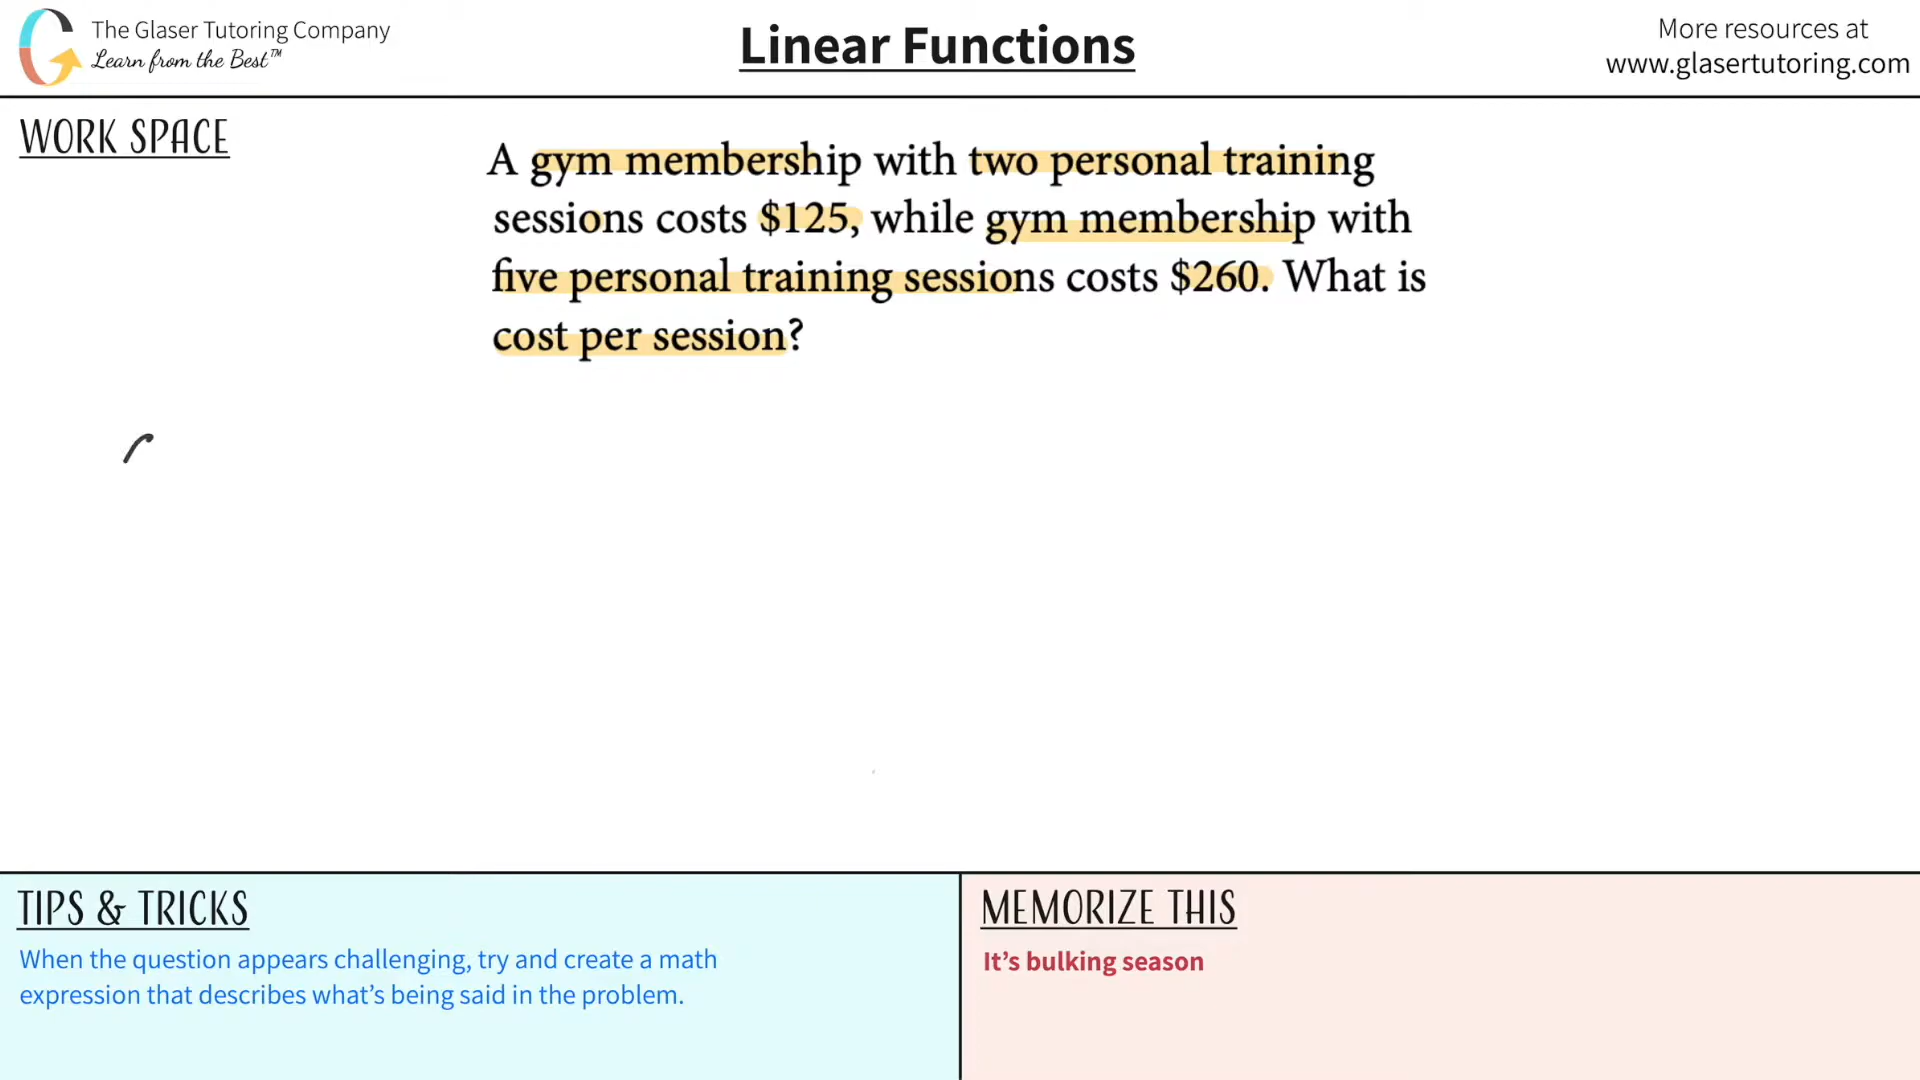 The Glaser Tutoring Company
Learn from the Best™
Linear Functions
More resources at
www.glasertutoring.com
WORK SPACE
A gym membership with two personal training
sessions costs $125, while gym membership with
five personal training sessions costs $260. What is
cost per session?
TIPS & TRICKS
When the question appears challenging, try and create a math
expression that describes what's being said in the problem.
MEMORIZE THIS
It's bulking season